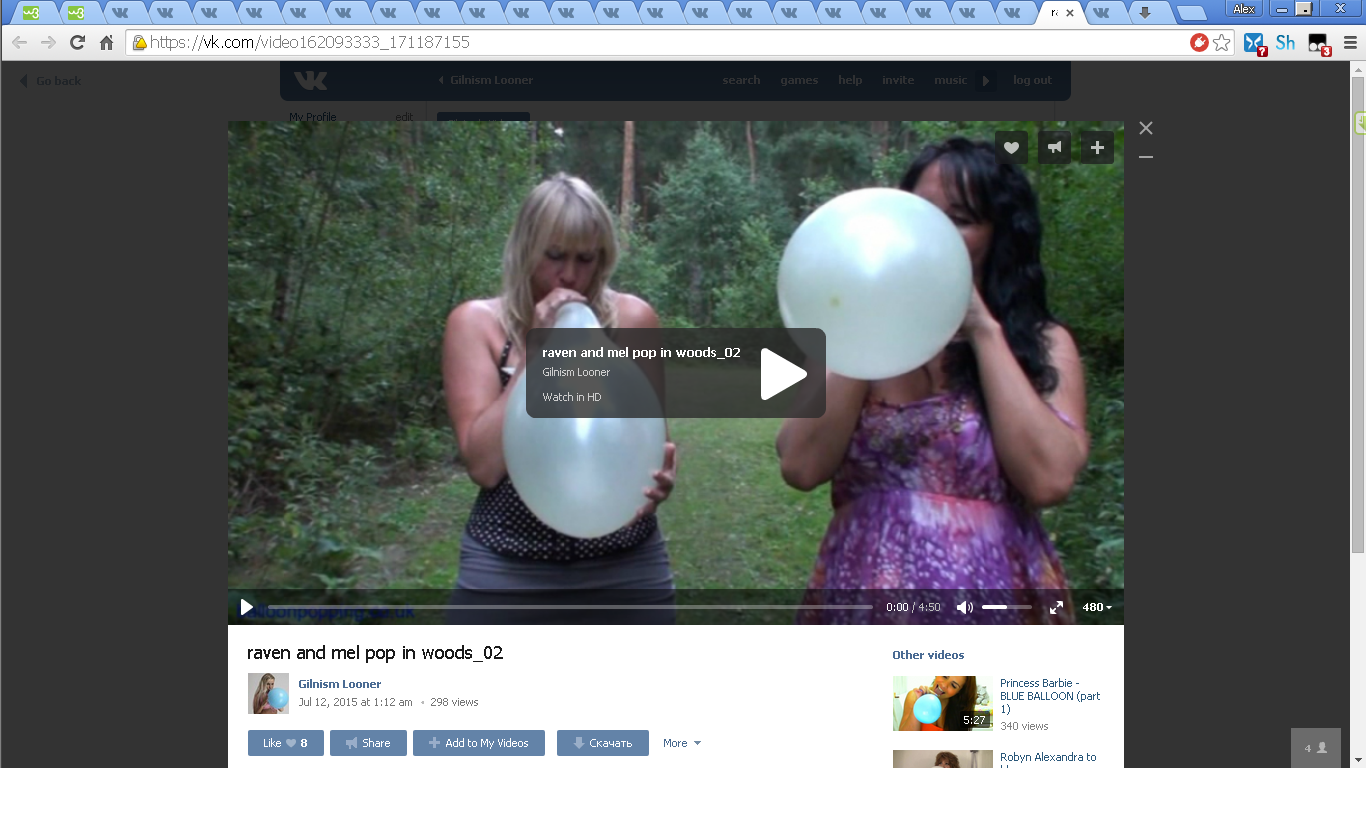 Alex
https://vk.com/video162093333_171187155
Sh
?
3
Go back
Gilnism Looner
search games help invite music log out
My Profile edit
raven and mel pop in woods_02
Gilnism Looner
Watch in HD
0:00 / 4:50
480
raven and mel pop in woods_02
Gilnism Looner
Jul 12, 2015 at 1:12 am • 298 views
Like 8
Share
Add to My Videos
Скачать
More
Other videos
5:27
Princess Barbie -
BLUE BALLOON (part
1)
340 views
Robyn Alexandra to
4